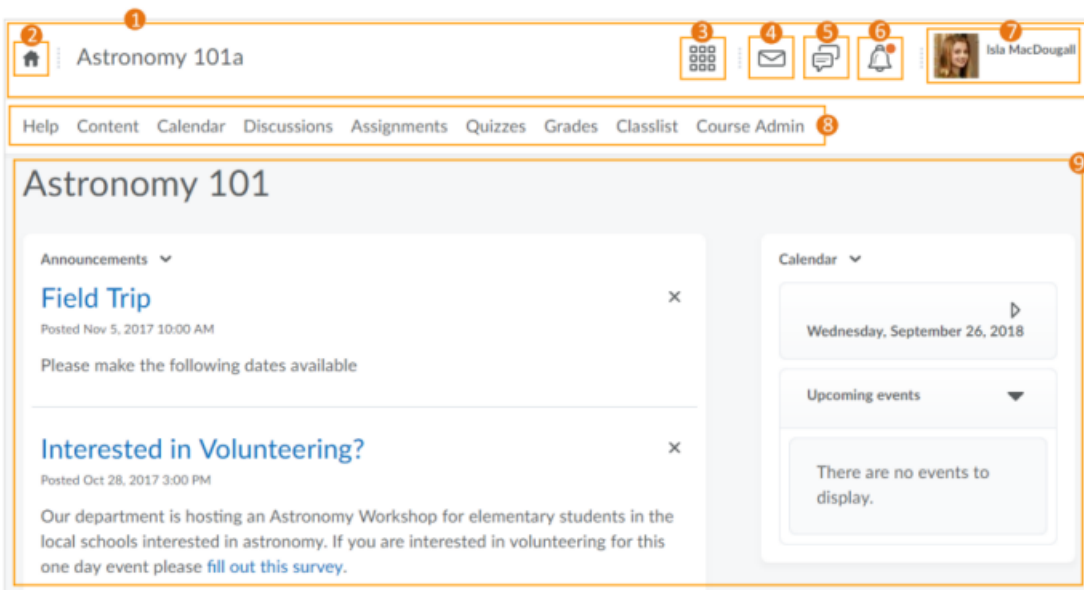 1
2 3 4 5 6 7
Astronomy 101a
Isla MacDougall
Help Content Calendar Discussions Assignments Quizzes Grades Classlist Course Admin 8
9
Astronomy 101
Announcements
Field Trip
Posted Nov 5, 2017 10:00 AM
Please make the following dates available
Interested in Volunteering?
Posted Oct 28, 2017 3:00 PM
Our department is hosting an Astronomy Workshop for elementary students in the
local schools interested in astronomy. If you are interested in volunteering for this
one day event please fill out this survey.
Calendar
Wednesday, September 26, 2018
Upcoming events
There are no events to
display.